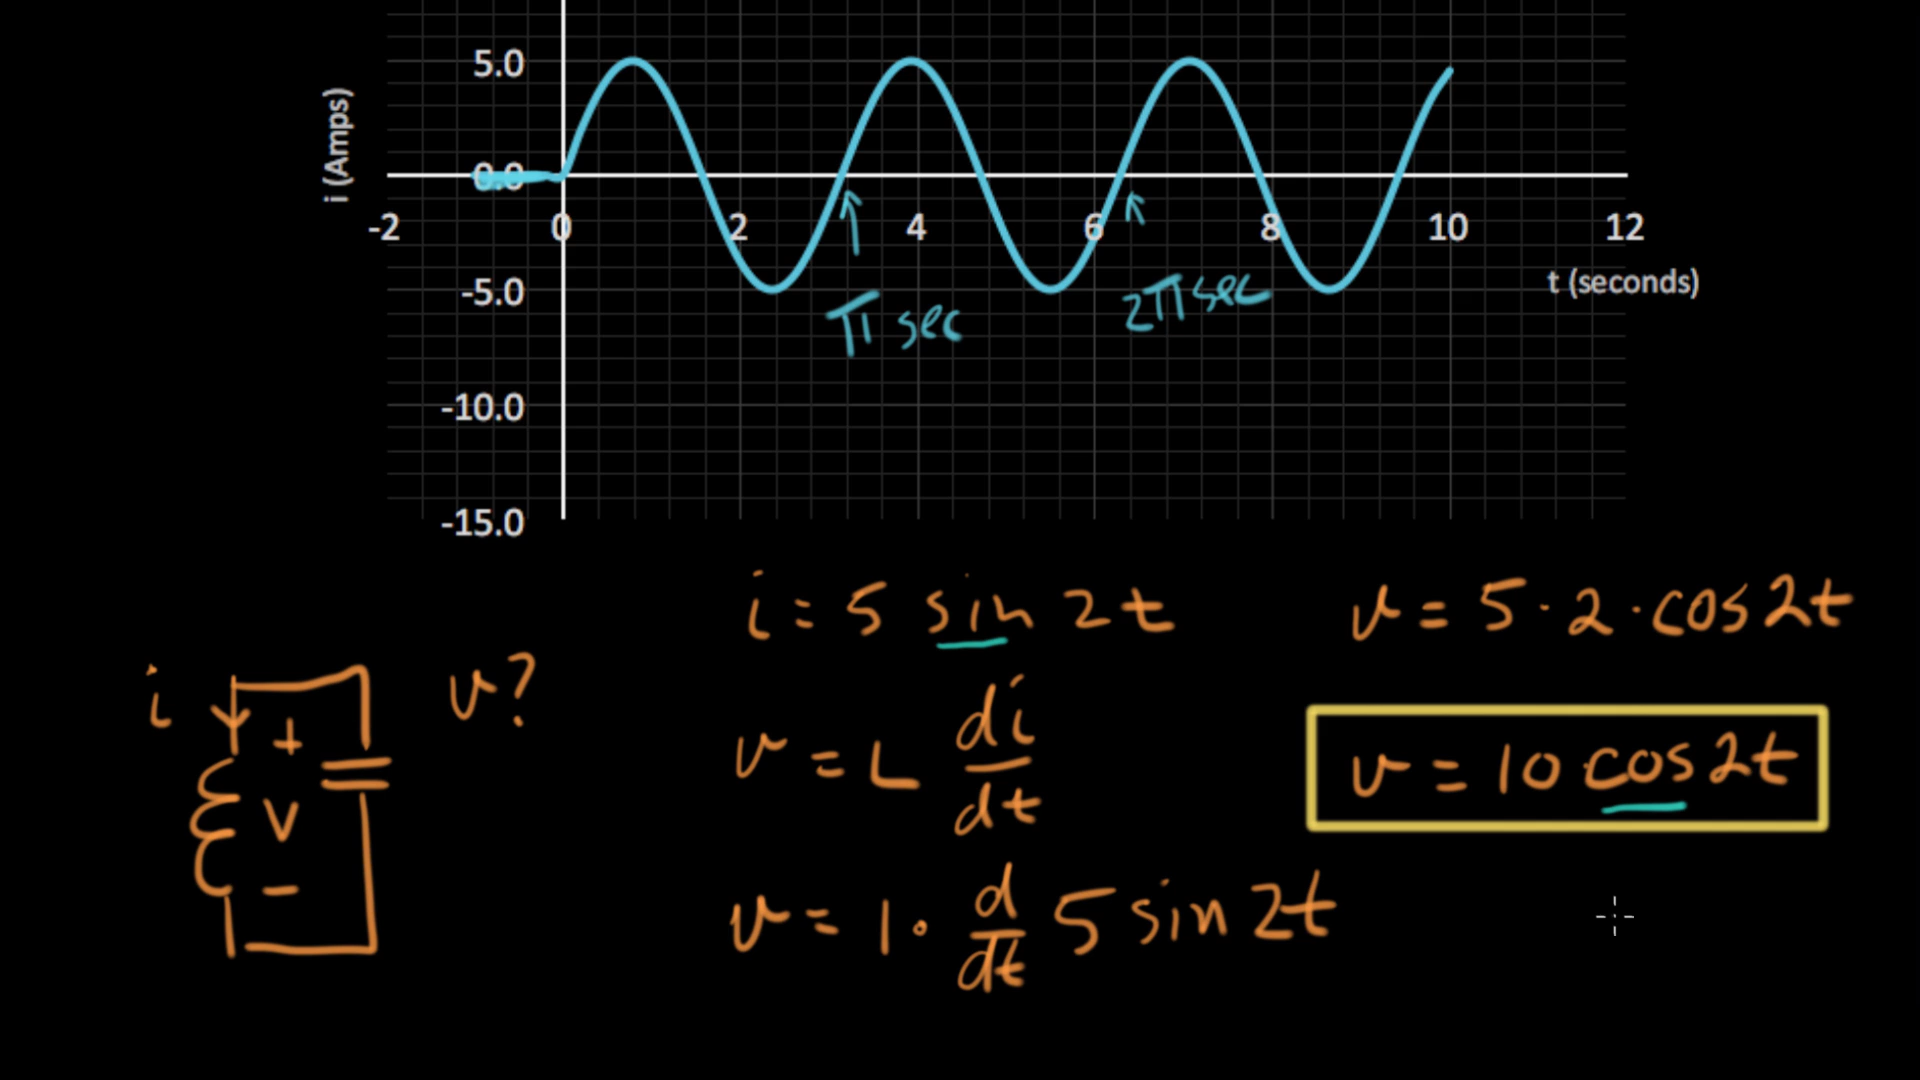 5.0
i (Amps)
0.0
-2 0 2 4 6 8 10 12
t (seconds)
-5.0
π sec
2π sec
-10.0
-15.0
i = 5 sin 2t
v = 5 · 2 · cos 2t
i
+
v
−
v?
v = L di/dt
v = 10 cos 2t
v = 1 · d/dt 5 sin 2t